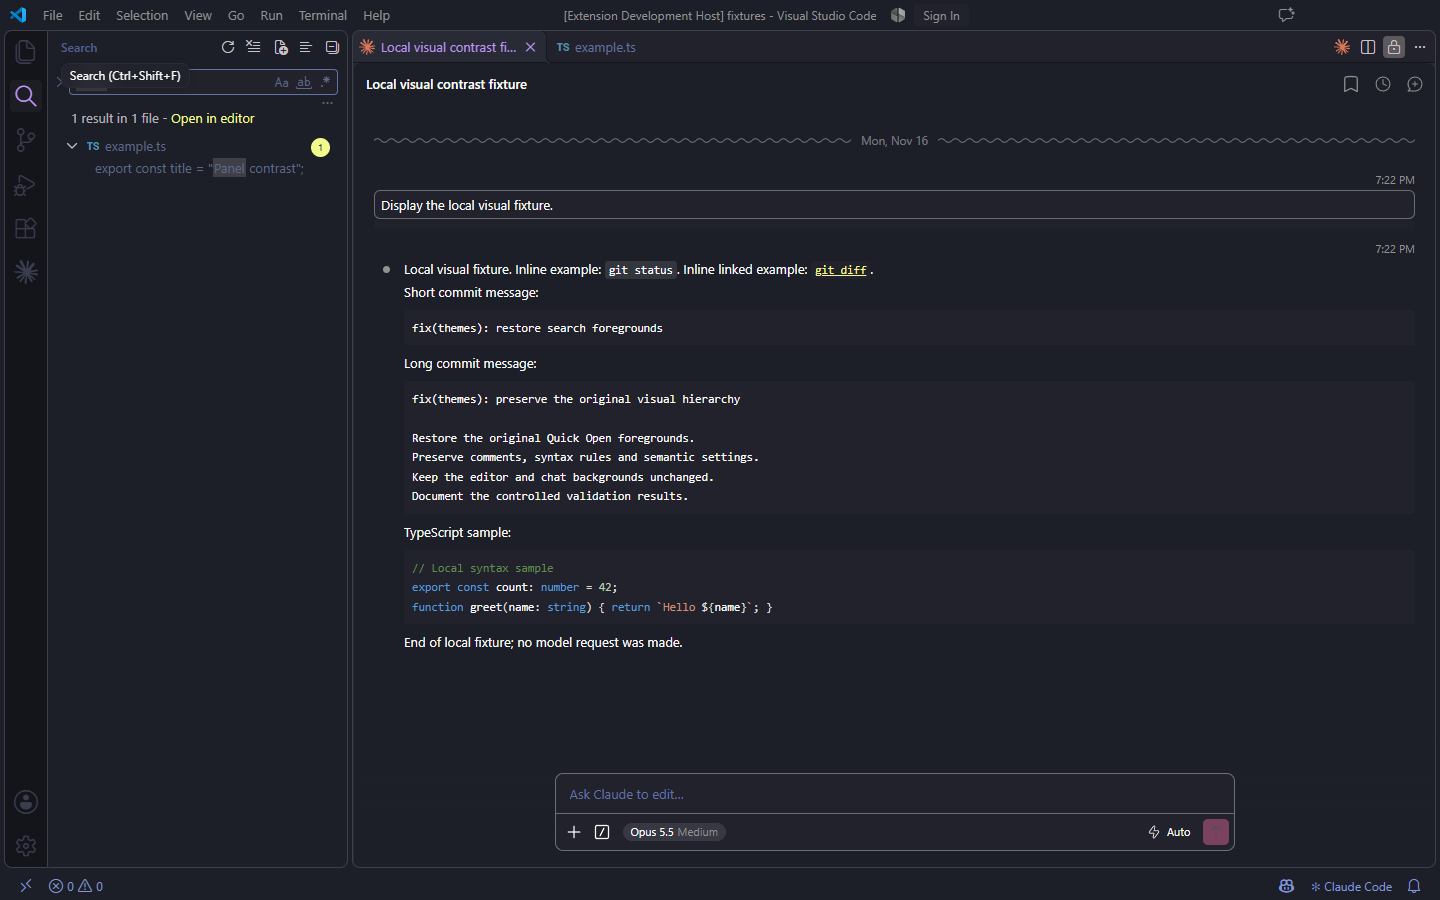 File Edit Selection View Go Run Terminal Help
[Extension Development Host] fixtures - Visual Studio Code
Sign In
Search
Search (Ctrl+Shift+F)
Aa ab .*
1 result in 1 file - Open in editor
TS example.ts 1
export const title = "Panel contrast";
Local visual contrast fi...
TS example.ts
Local visual contrast fixture
Mon, Nov 16
7:22 PM
Display the local visual fixture.
7:22 PM
Local visual fixture. Inline example: git status. Inline linked example: git diff.
Short commit message:
fix(themes): restore search foregrounds
Long commit message:
fix(themes): preserve the original visual hierarchy
Restore the original Quick Open foregrounds.
Preserve comments, syntax rules and semantic settings.
Keep the editor and chat backgrounds unchanged.
Document the controlled validation results.
TypeScript sample:
// Local syntax sample
export const count: number = 42;
function greet(name: string) { return `Hello ${name}`; }
End of local fixture; no model request was made.
Ask Claude to edit...
Opus 5.5 Medium
Auto
0 0
Claude Code